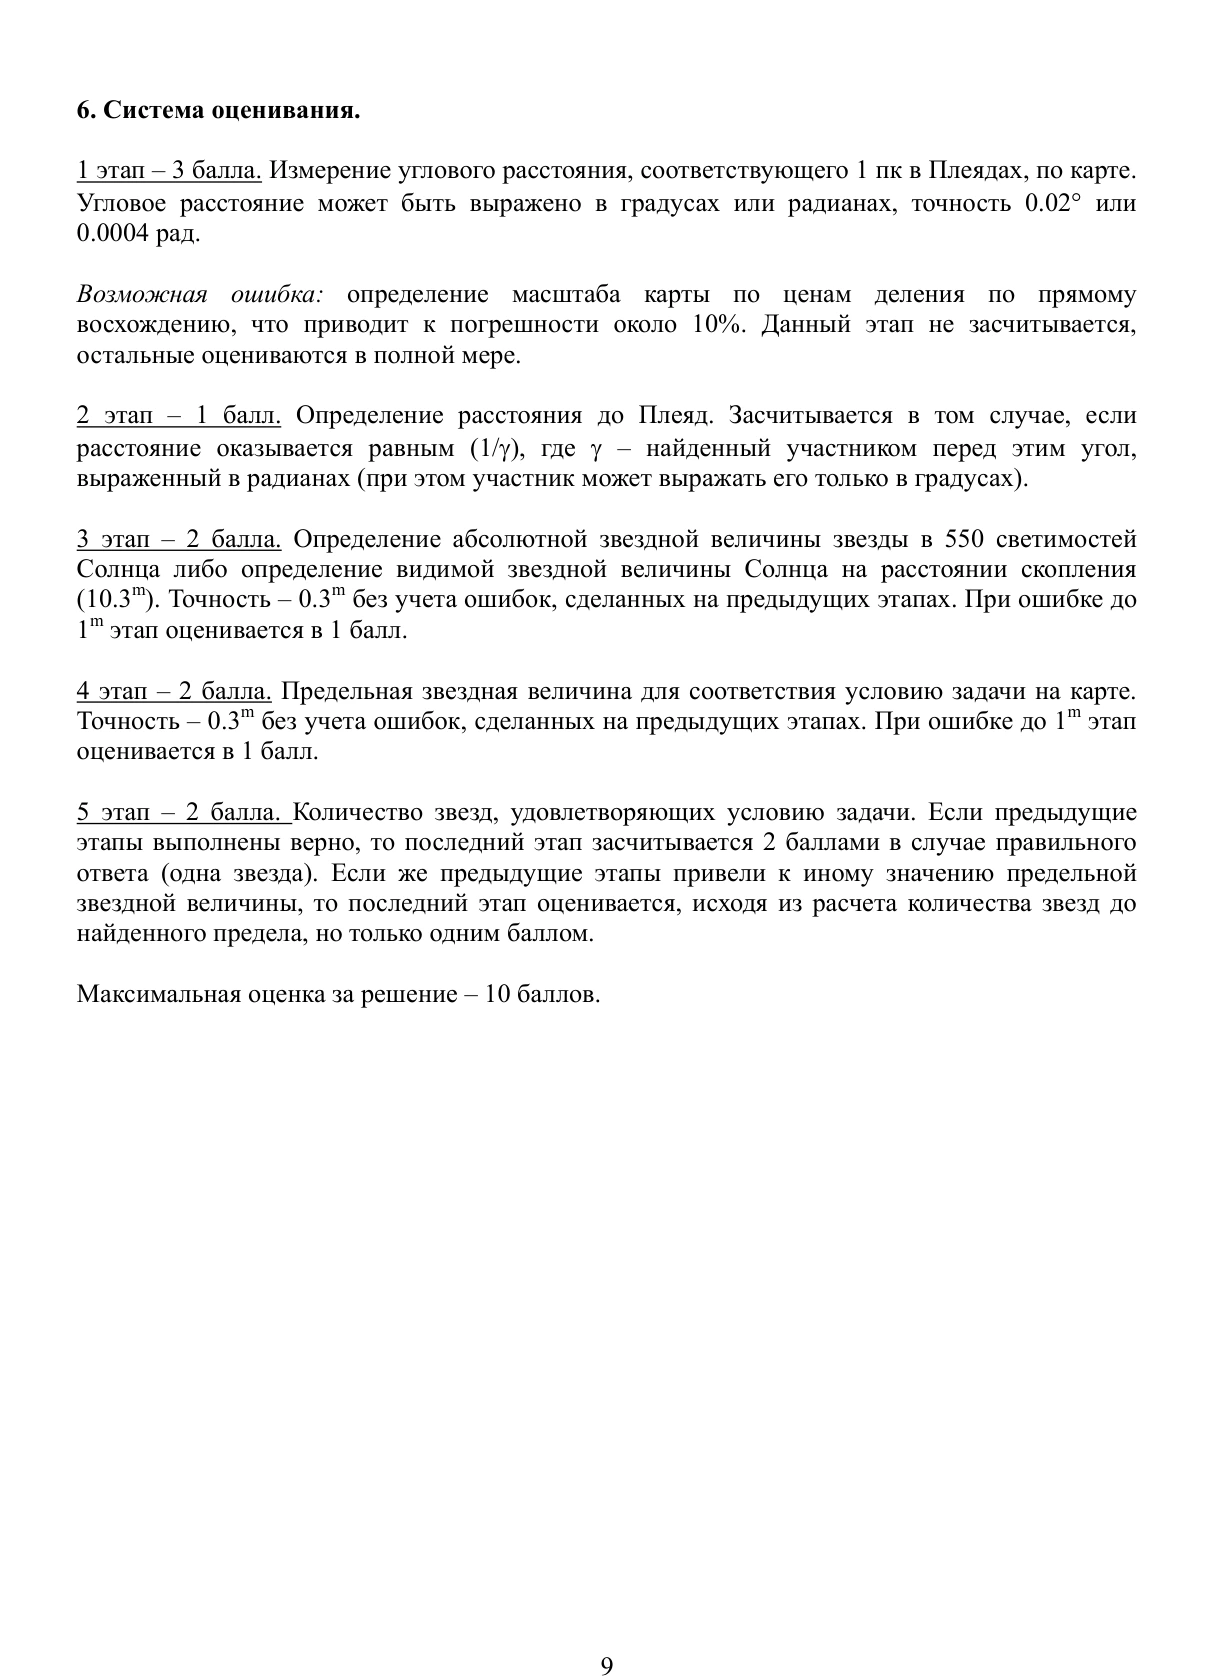 6. Система оценивания.
1 этап – 3 балла. Измерение углового расстояния, соответствующего 1 пк в Плеядах, по карте.
Угловое расстояние может быть выражено в градусах или радианах, точность 0.02° или
0.0004 рад.
Возможная ошибка: определение масштаба карты по ценам деления по прямому
восхождению, что приводит к погрешности около 10%. Данный этап не засчитывается,
остальные оцениваются в полной мере.
2 этап – 1 балл. Определение расстояния до Плеяд. Засчитывается в том случае, если
расстояние оказывается равным (1/γ), где γ – найденный участником перед этим угол,
выраженный в радианах (при этом участник может выражать его только в градусах).
3 этап – 2 балла. Определение абсолютной звездной величины звезды в 550 светимостей
Солнца либо определение видимой звездной величины Солнца на расстоянии скопления
(10.3ᵐ). Точность – 0.3ᵐ без учета ошибок, сделанных на предыдущих этапах. При ошибке до
1ᵐ этап оценивается в 1 балл.
4 этап – 2 балла. Предельная звездная величина для соответствия условию задачи на карте.
Точность – 0.3ᵐ без учета ошибок, сделанных на предыдущих этапах. При ошибке до 1ᵐ этап
оценивается в 1 балл.
5 этап – 2 балла. Количество звезд, удовлетворяющих условию задачи. Если предыдущие
этапы выполнены верно, то последний этап засчитывается 2 баллами в случае правильного
ответа (одна звезда). Если же предыдущие этапы привели к иному значению предельной
звездной величины, то последний этап оценивается, исходя из расчета количества звезд до
найденного предела, но только одним баллом.
Максимальная оценка за решение – 10 баллов.
9